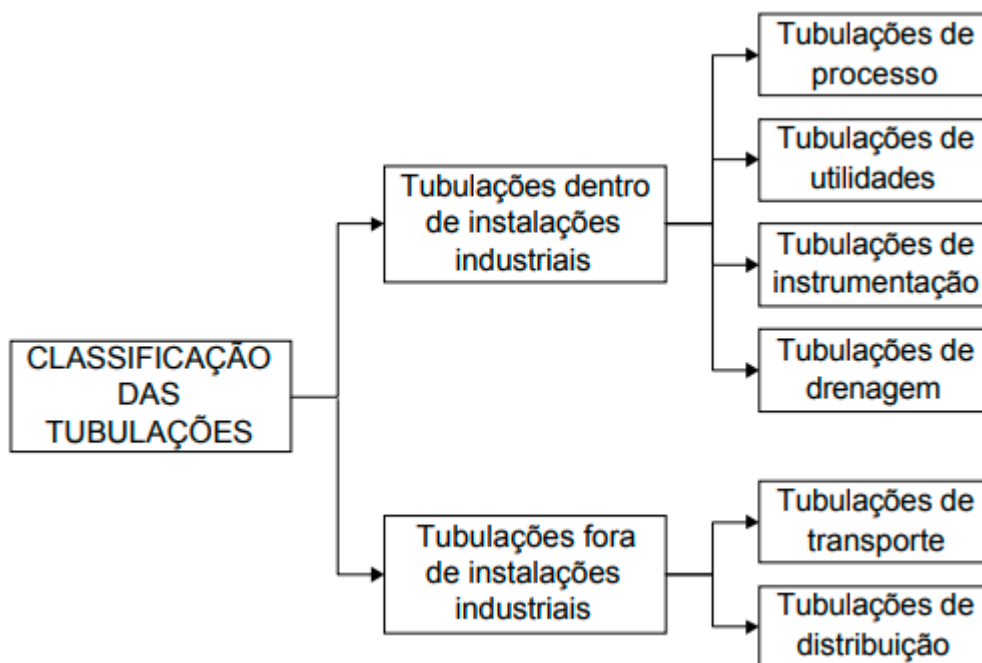 CLASSIFICAÇÃO
DAS
TUBULAÇÕES
Tubulações dentro
de instalações
industriais
Tubulações de
processo
Tubulações de
utilidades
Tubulações de
instrumentação
Tubulações de
drenagem
Tubulações fora
de instalações
industriais
Tubulações de
transporte
Tubulações de
distribuição